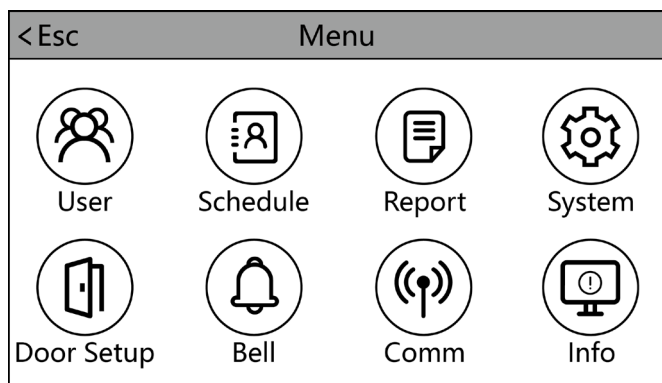 <Esc Menu
User Schedule Report System
Door Setup Bell Comm Info